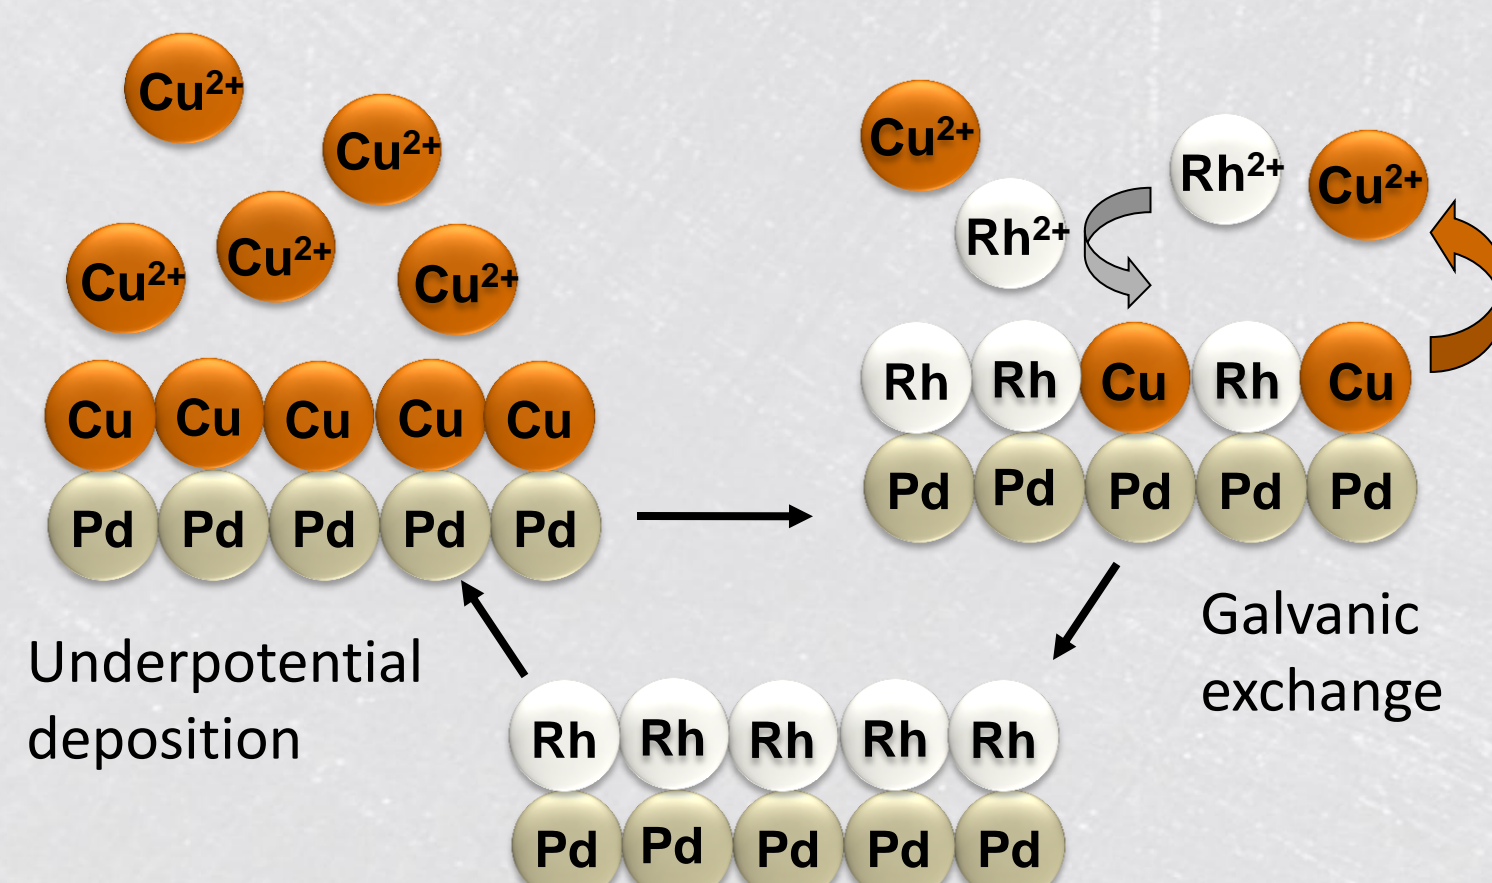 Cu²⁺
Cu²⁺
Cu²⁺
Cu²⁺
Cu²⁺
Cu Cu Cu Cu Cu
Pd Pd Pd Pd Pd
Underpotential
deposition
Cu²⁺
Rh²⁺
Cu²⁺
Rh²⁺
Rh Rh Cu Rh Cu
Pd Pd Pd Pd Pd
Galvanic
exchange
Rh Rh Rh Rh Rh
Pd Pd Pd Pd Pd